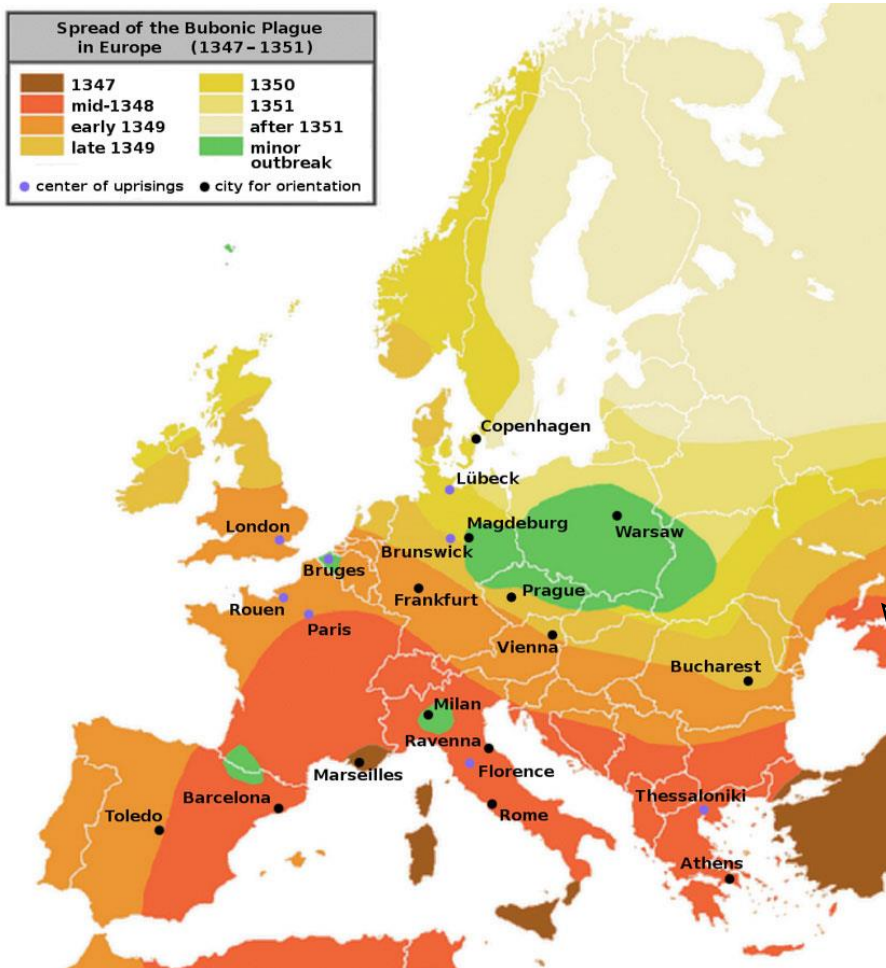 Spread of the Bubonic Plague
in Europe (1347–1351)
1347
mid-1348
early 1349
late 1349
1350
1351
after 1351
minor
outbreak
center of uprisings
city for orientation
Copenhagen
Lübeck
Magdeburg
Warsaw
London
Brunswick
Bruges
Frankfurt
Prague
Rouen
Paris
Vienna
Bucharest
Milan
Ravenna
Marseilles
Florence
Barcelona
Toledo
Rome
Thessaloniki
Athens